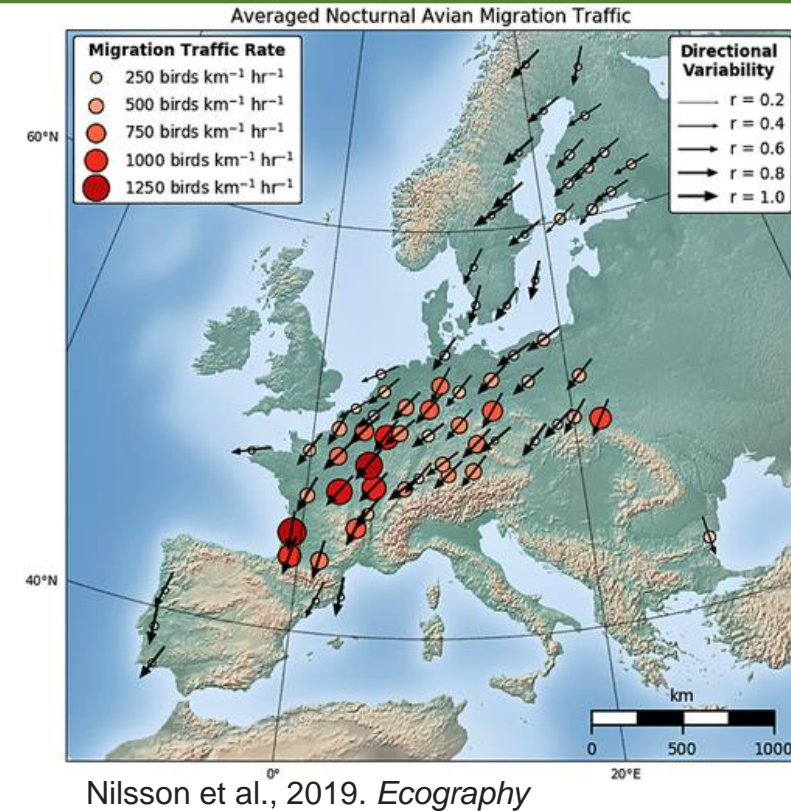 Averaged Nocturnal Avian Migration Traffic
Migration Traffic Rate
250 birds km⁻¹ hr⁻¹
500 birds km⁻¹ hr⁻¹
750 birds km⁻¹ hr⁻¹
1000 birds km⁻¹ hr⁻¹
1250 birds km⁻¹ hr⁻¹
Directional
Variability
r = 0.2
r = 0.4
r = 0.6
r = 0.8
r = 1.0
60°N
40°N
km
0 500 1000
0° 20°E
Nilsson et al., 2019. Ecography